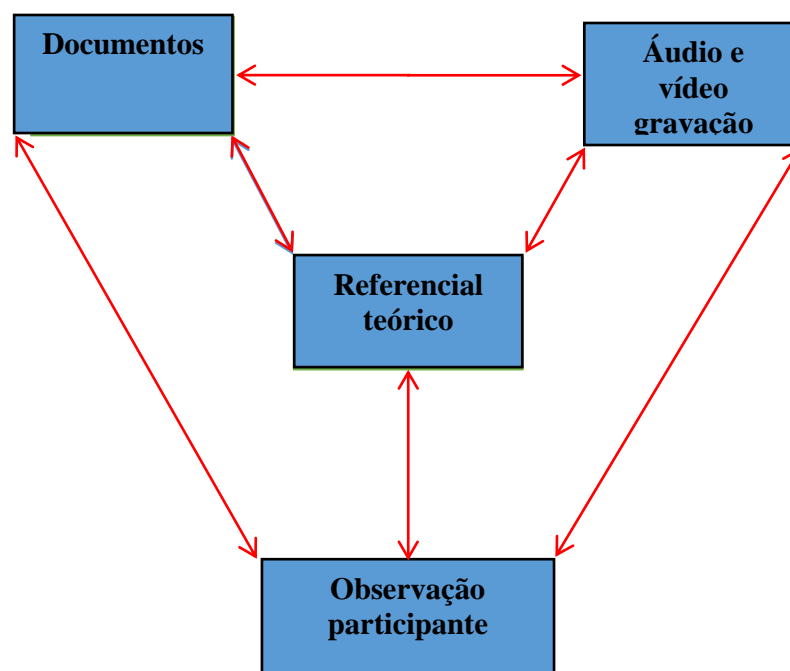 Documentos
Áudio e
vídeo
gravação
Referencial
teórico
Observação
participante